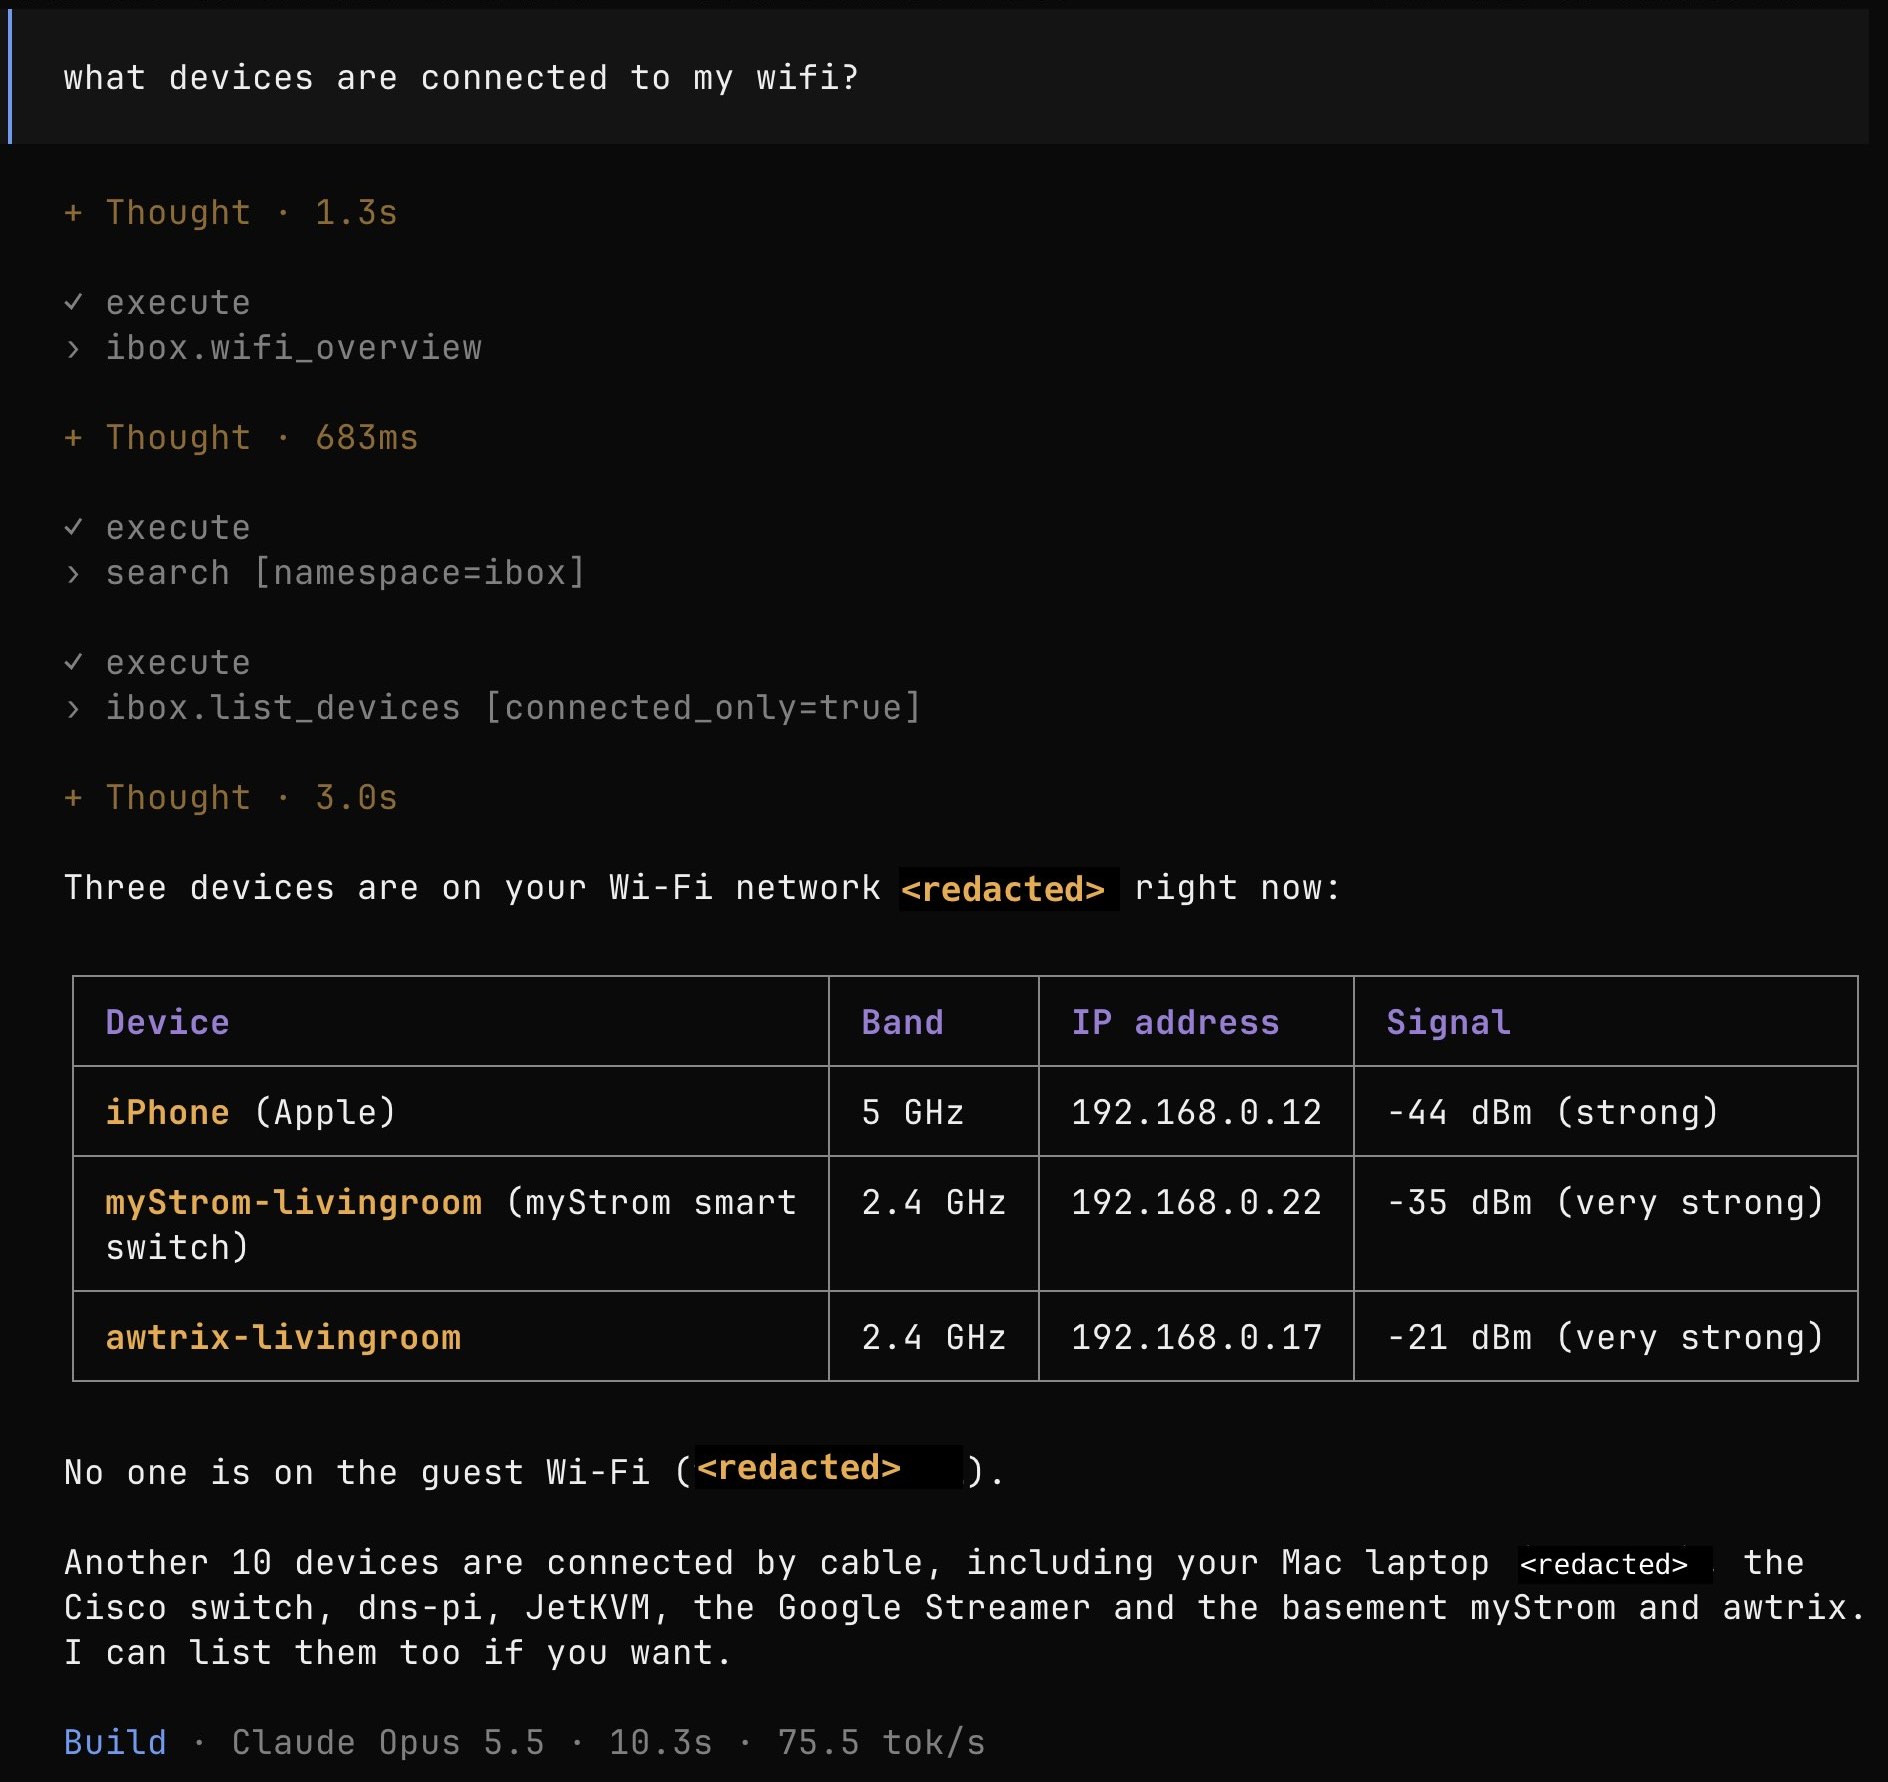 what devices are connected to my wifi?
+ Thought · 1.3s
✓ execute
› ibox.wifi_overview
+ Thought · 683ms
✓ execute
› search [namespace=ibox]
✓ execute
› ibox.list_devices [connected_only=true]
+ Thought · 3.0s
Three devices are on your Wi-Fi network <redacted> right now:
Device Band IP address Signal
iPhone (Apple) 5 GHz 192.168.0.12 -44 dBm (strong)
myStrom-livingroom (myStrom smart 2.4 GHz 192.168.0.22 -35 dBm (very strong)
switch)
awtrix-livingroom 2.4 GHz 192.168.0.17 -21 dBm (very strong)
No one is on the guest Wi-Fi (<redacted>).
Another 10 devices are connected by cable, including your Mac laptop <redacted> the
Cisco switch, dns-pi, JetKVM, the Google Streamer and the basement myStrom and awtrix.
I can list them too if you want.
Build · Claude Opus 5.5 · 10.3s · 75.5 tok/s